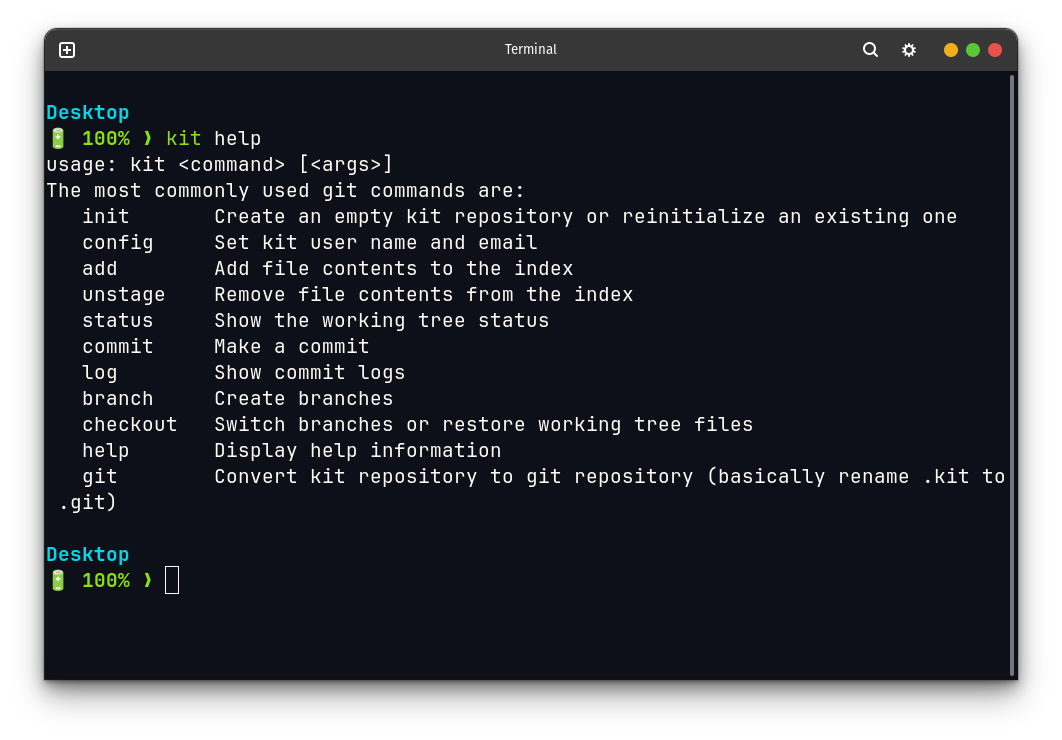 Terminal
Desktop
100% ❯ kit help
usage: kit <command> [<args>]
The most commonly used git commands are:
init Create an empty kit repository or reinitialize an existing one
config Set kit user name and email
add Add file contents to the index
unstage Remove file contents from the index
status Show the working tree status
commit Make a commit
log Show commit logs
branch Create branches
checkout Switch branches or restore working tree files
help Display help information
git Convert kit repository to git repository (basically rename .kit to
.git)
Desktop
100% ❯